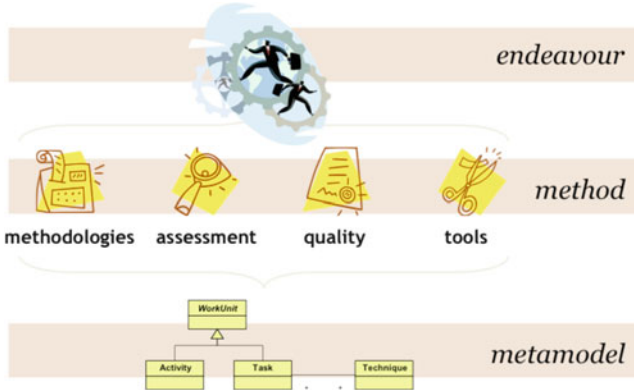 endeavour
method
methodologies assessment quality tools
WorkUnit
metamodel
Activity Task Technique